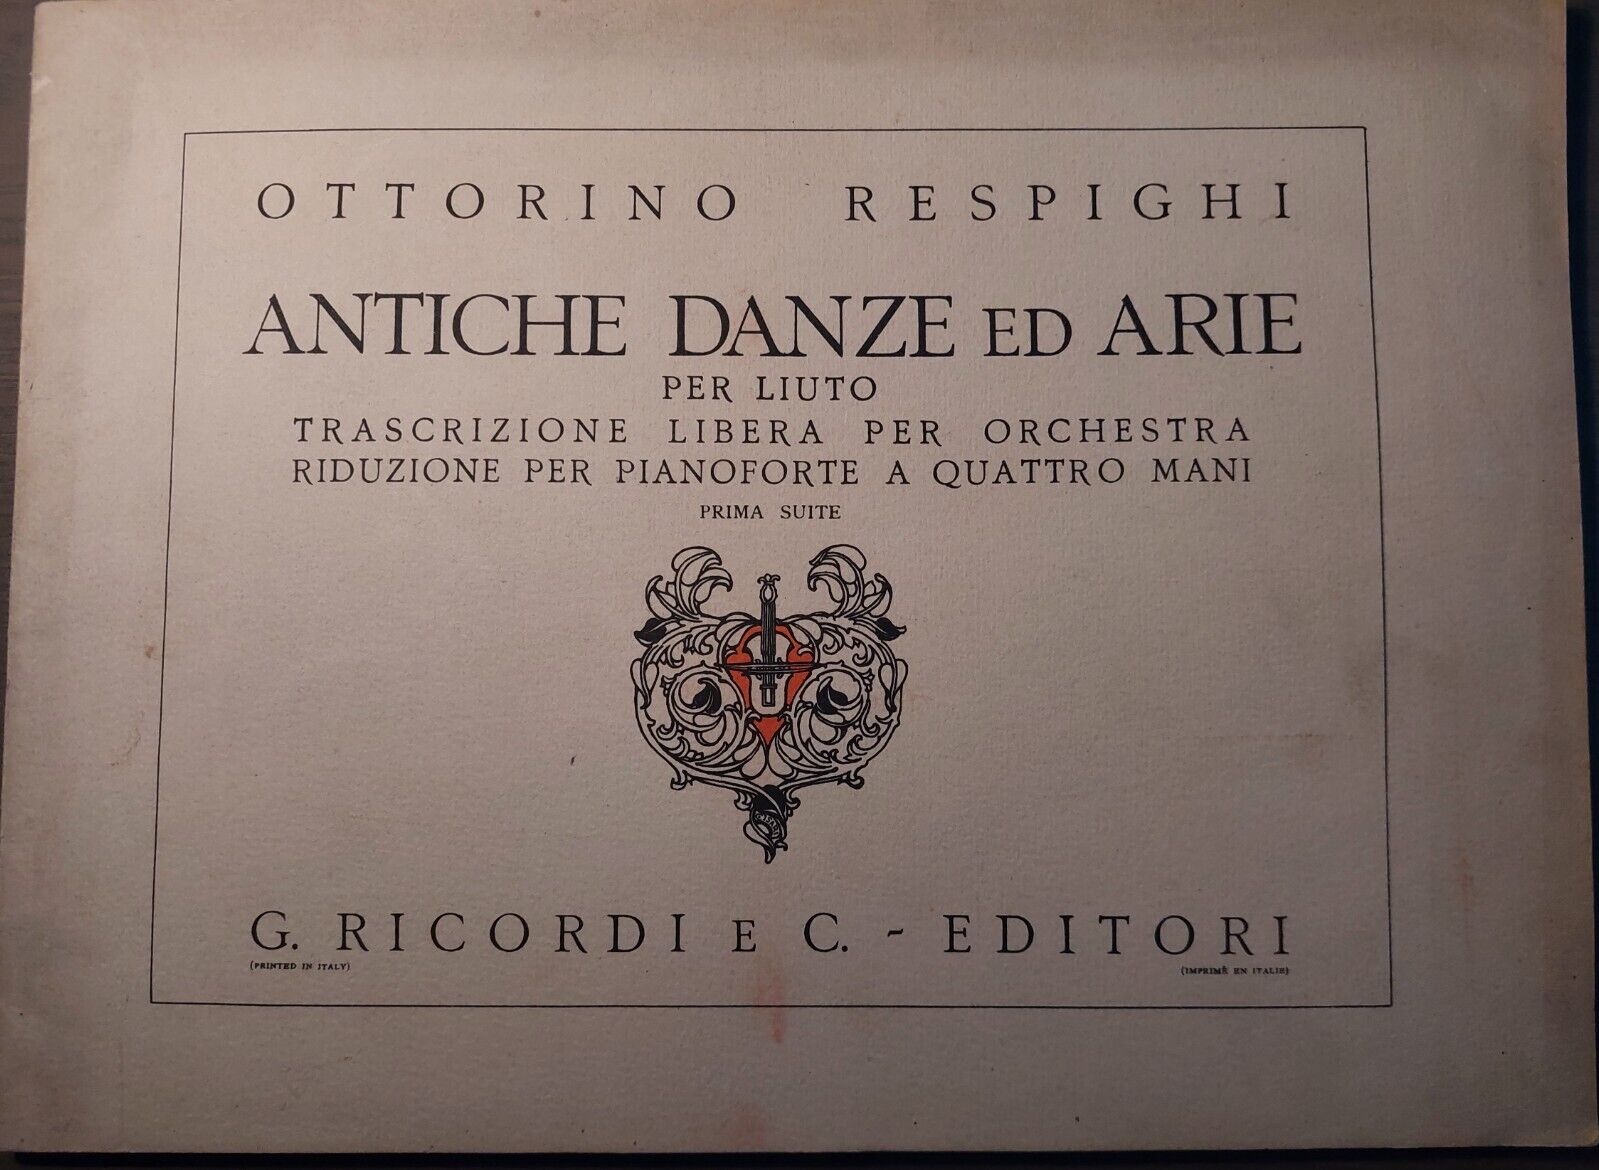 OTTORINO RESPIGHI
ANTICHE DANZE ED ARIE
PER LIUTO
TRASCRIZIONE LIBERA PER ORCHESTRA
RIDUZIONE PER PIANOFORTE A QUATTRO MANI
PRIMA SUITE
G. RICORDI E C. - EDITORI
(PRINTED IN ITALY)
(IMPRIMÉ EN ITALIE)